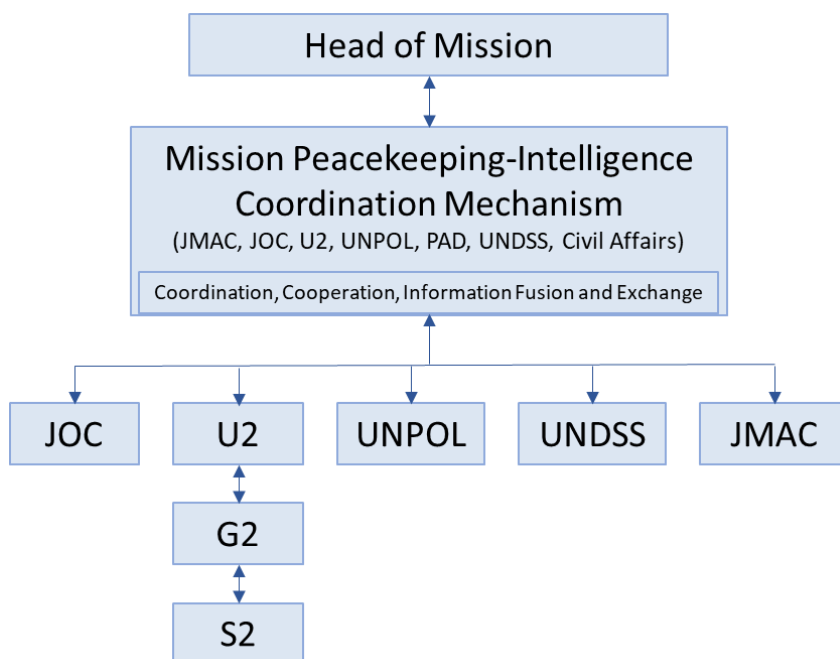 Head of Mission
Mission Peacekeeping-Intelligence
Coordination Mechanism
(JMAC, JOC, U2, UNPOL, PAD, UNDSS, Civil Affairs)
Coordination, Cooperation, Information Fusion and Exchange
JOC
U2
UNPOL
UNDSS
JMAC
G2
S2